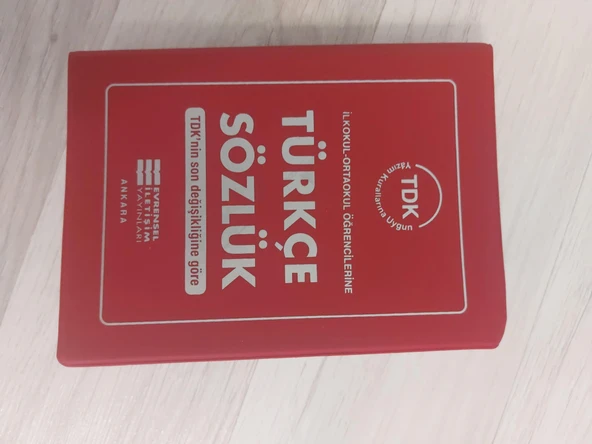 TDK
Yazım Kurallarına Uygun
İLKOKUL-ORTAOKUL ÖĞRENCİLERİNE
TÜRKÇE
SÖZLÜK
TDK'nin son değişikliğine göre
EVRENSEL
İLETİŞİM
YAYINLARI
ANKARA